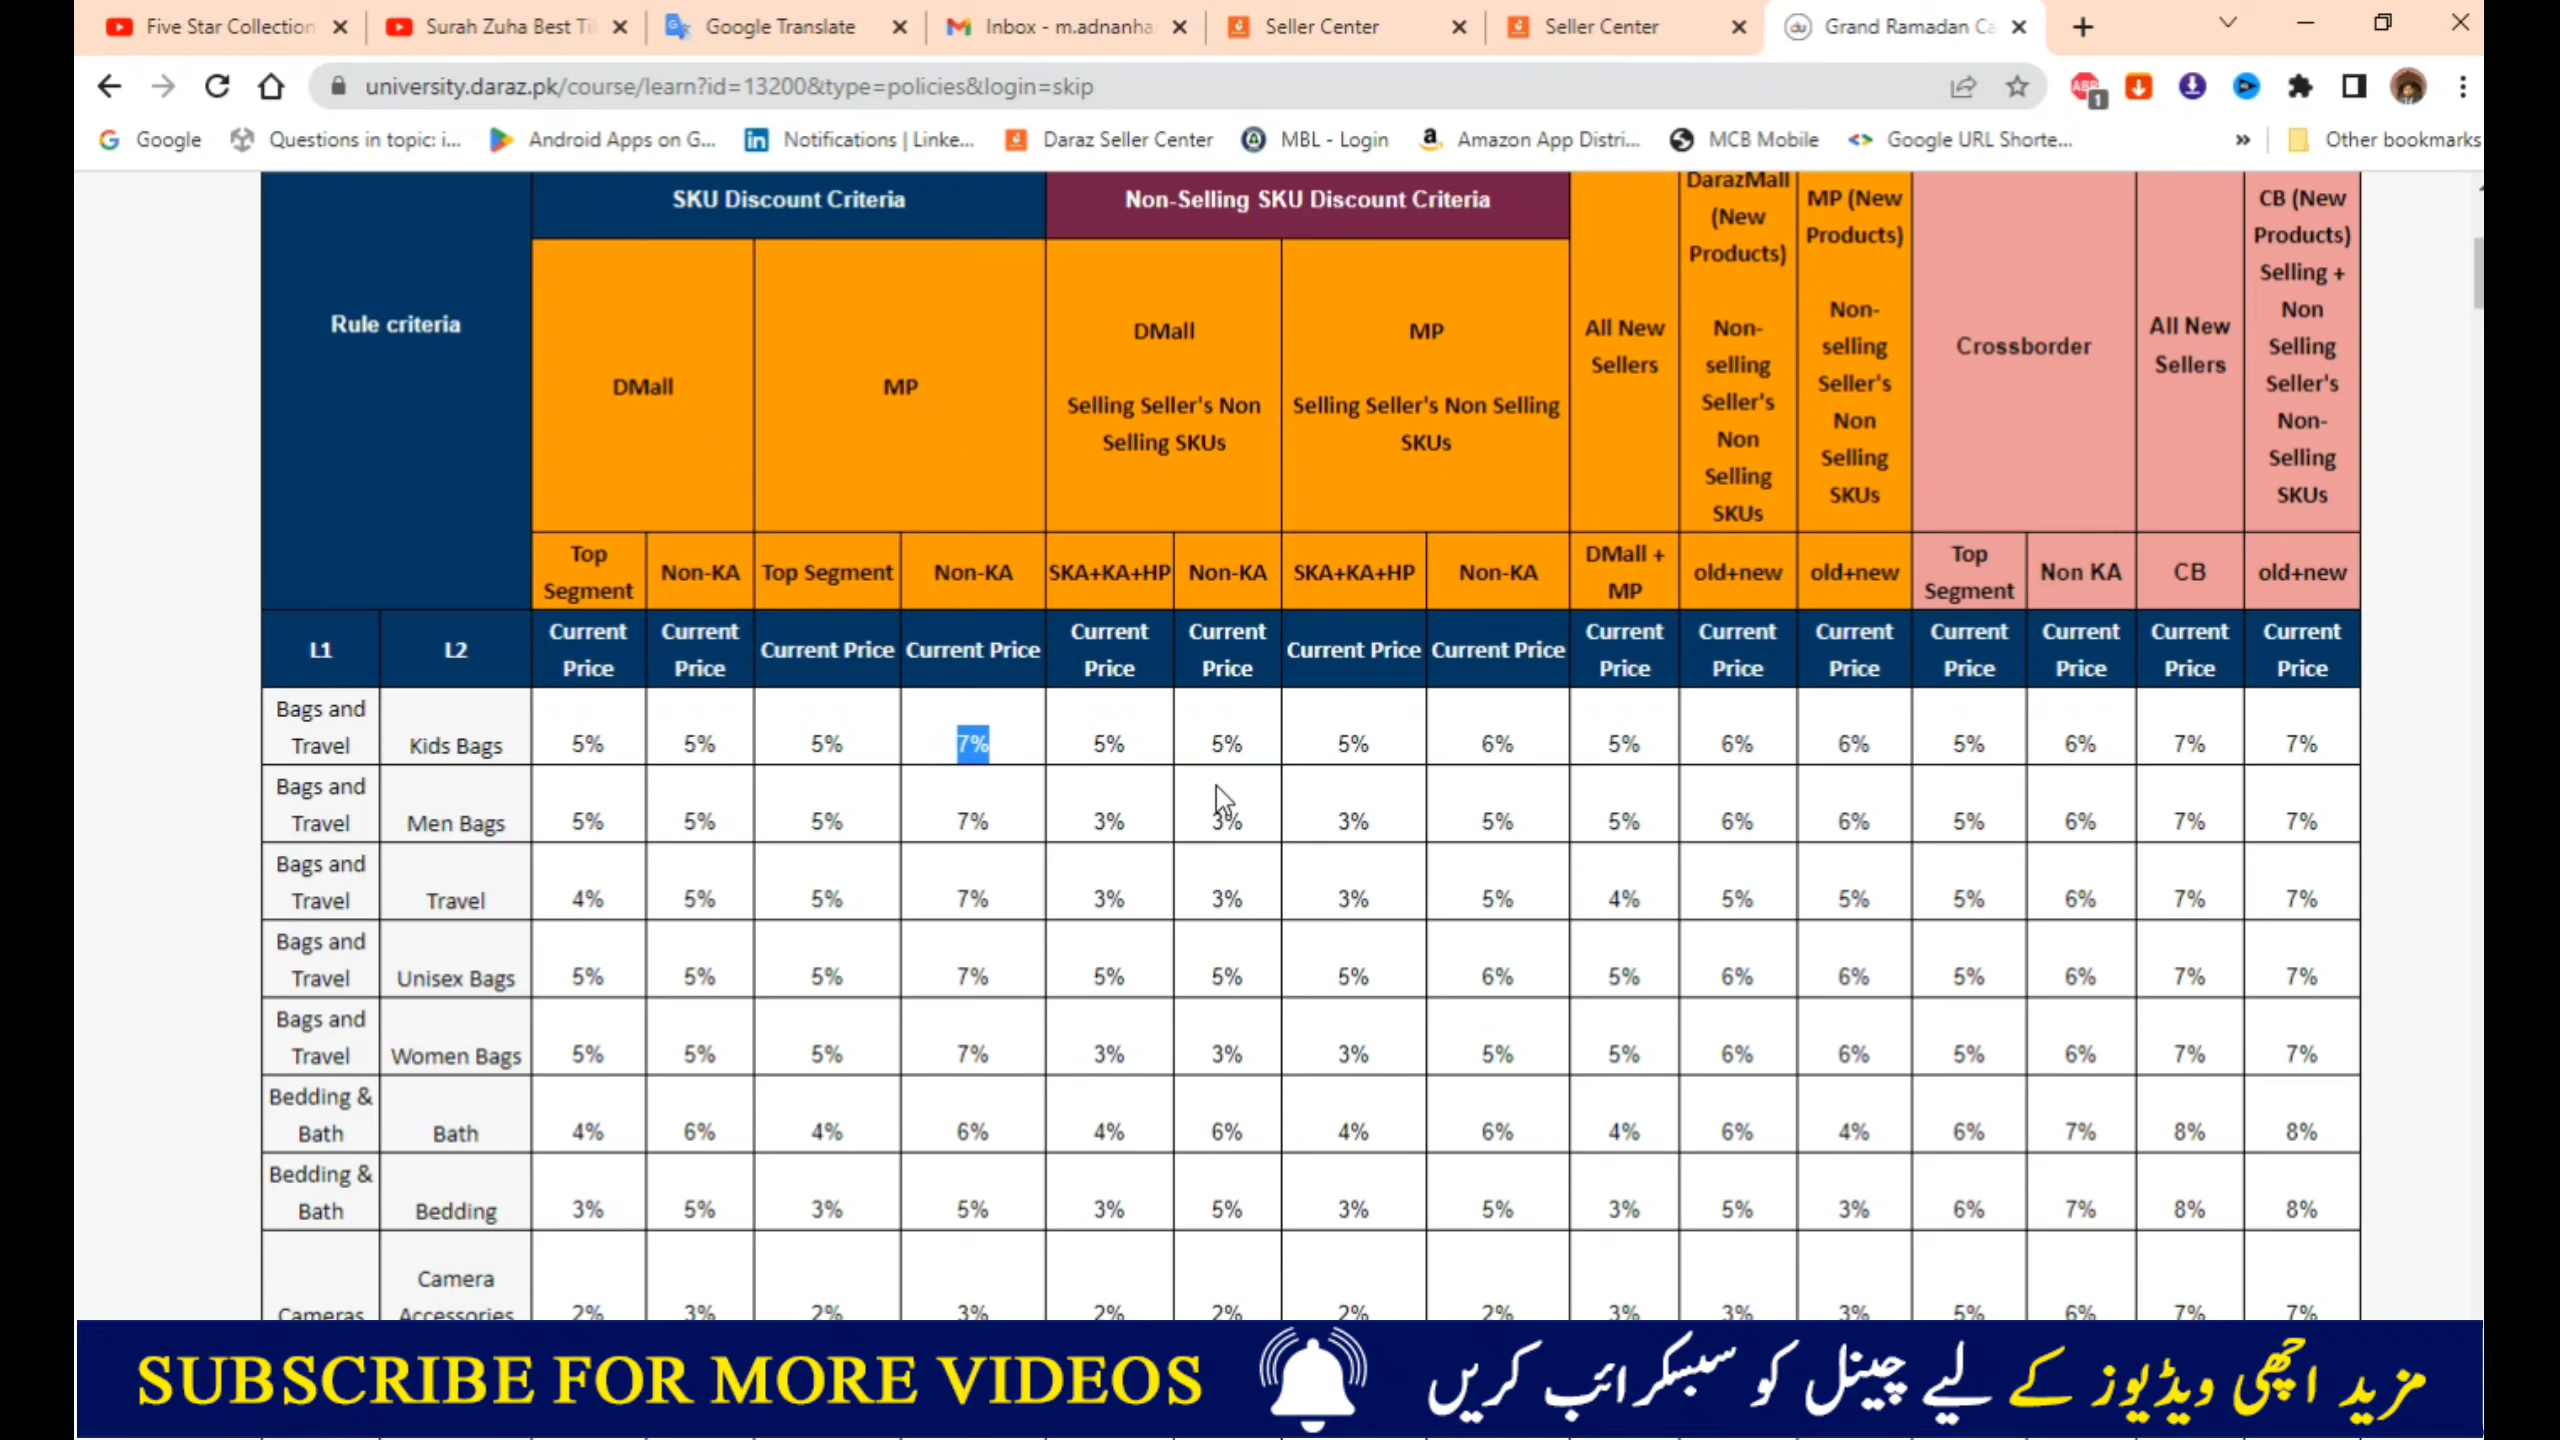 Five Star Collection
Surah Zuha Best Ti
Google Translate
Inbox - m.adnanha
Seller Center
Seller Center
Grand Ramadan Ca
university.daraz.pk/course/learn?id=13200&type=policies&login=skip
ABP
1
Google
Questions in topic: i...
Android Apps on G...
Notifications | Linke...
Daraz Seller Center
MBL - Login
Amazon App Distri...
MCB Mobile
Google URL Shorte...
Other bookmarks
Rule criteria
SKU Discount Criteria
Non-Selling SKU Discount Criteria
DMall
MP
DMall
Selling Seller's Non
Selling SKUs
MP
Selling Seller's Non Selling
SKUs
All New
Sellers
DarazMall
(New
Products)
Non-
selling
Seller's
Non
Selling
SKUs
MP (New
Products)
Non-
selling
Seller's
Non
Selling
SKUs
Crossborder
All New
Sellers
CB (New
Products)
Selling +
Non
Selling
Seller's
Non-
Selling
SKUs
Top Segment Non-KA Top Segment Non-KA SKA+KA+HP Non-KA SKA+KA+HP Non-KA DMall + MP old+new old+new Top Segment Non KA CB old+new
L1 L2 Current Price Current Price Current Price Current Price Current Price Current Price Current Price Current Price Current Price Current Price Current Price Current Price Current Price Current Price Current Price
Bags and Travel Kids Bags 5% 5% 5% 7% 5% 5% 5% 6% 5% 6% 6% 5% 6% 7% 7%
Bags and Travel Men Bags 5% 5% 5% 7% 3% 3% 3% 5% 5% 6% 6% 5% 6% 7% 7%
Bags and Travel Travel 4% 5% 5% 7% 3% 3% 3% 5% 4% 5% 5% 5% 6% 7% 7%
Bags and Travel Unisex Bags 5% 5% 5% 7% 5% 5% 5% 6% 5% 6% 6% 5% 6% 7% 7%
Bags and Travel Women Bags 5% 5% 5% 7% 3% 3% 3% 5% 5% 6% 6% 5% 6% 7% 7%
Bedding & Bath Bath 4% 6% 4% 6% 4% 6% 4% 6% 4% 6% 4% 6% 7% 8% 8%
Bedding & Bath Bedding 3% 5% 3% 5% 3% 5% 3% 5% 3% 5% 3% 6% 7% 8% 8%
Cameras Camera Accessories 2% 3% 2% 3% 2% 2% 2% 2% 3% 3% 3% 5% 6% 7% 7%
SUBSCRIBE FOR MORE VIDEOS
مزید اچھی ویڈیوز کے لیے چینل کو سبسکرائب کریں